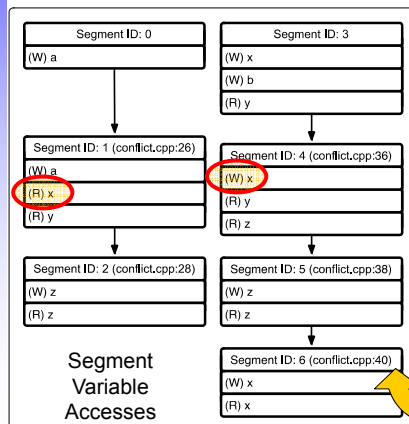 Segment ID: 0
(W) a
Segment ID: 1 (conflict.cpp:26)
(W) a
(R) x
(R) y
Segment ID: 2 (conflict.cpp:28)
(W) z
(R) z
Segment ID: 3
(W) x
(W) b
(R) y
Segment ID: 4 (conflict.cpp:36)
(W) x
(R) y
(R) z
Segment ID: 5 (conflict.cpp:38)
(W) z
(R) z
Segment ID: 6 (conflict.cpp:40)
(W) x
(R) x
Segment
Variable
Accesses